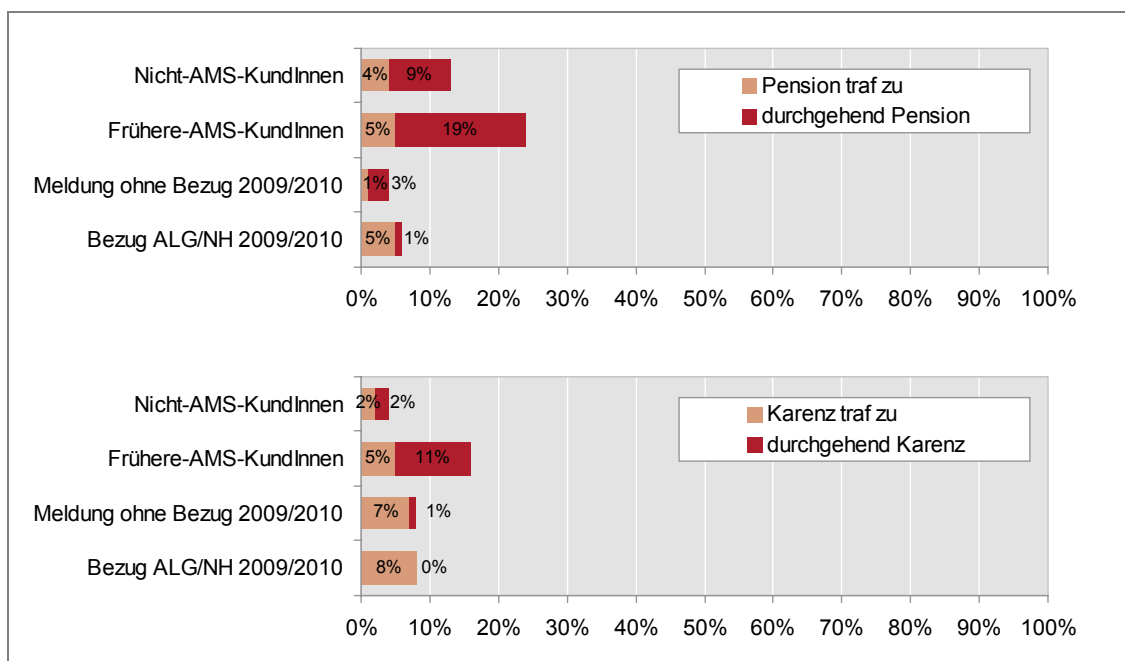 Nicht-AMS-KundInnen 4% 9%
Pension traf zu
durchgehend Pension
Frühere-AMS-KundInnen 5% 19%
Meldung ohne Bezug 2009/2010 1% 3%
Bezug ALG/NH 2009/2010 5% 1%
0% 10% 20% 30% 40% 50% 60% 70% 80% 90% 100%
Nicht-AMS-KundInnen 2% 2%
Karenz traf zu
durchgehend Karenz
Frühere-AMS-KundInnen 5% 11%
Meldung ohne Bezug 2009/2010 7% 1%
Bezug ALG/NH 2009/2010 8% 0%
0% 10% 20% 30% 40% 50% 60% 70% 80% 90% 100%